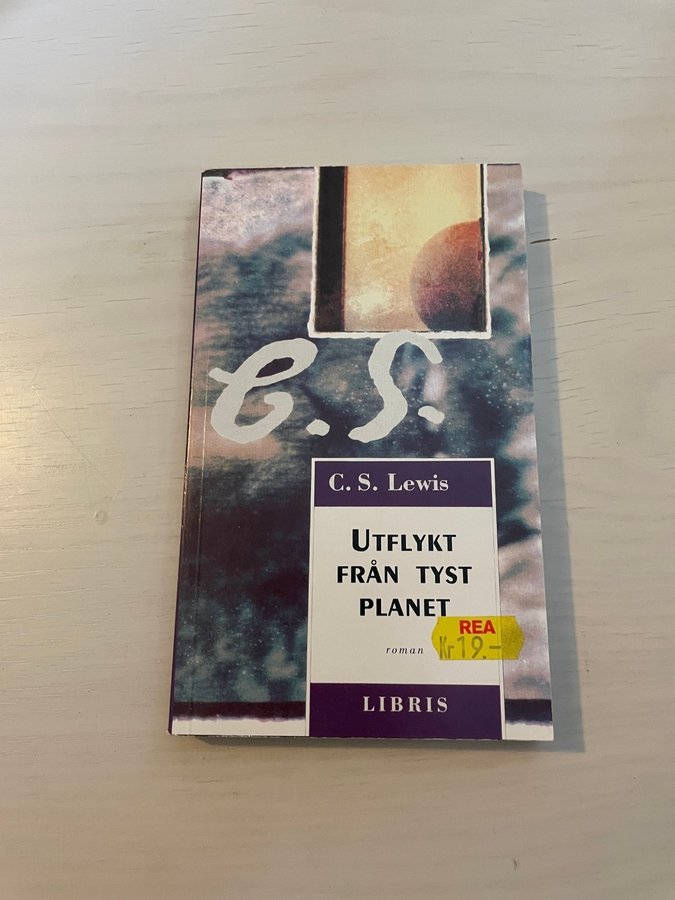 C. S.
C. S. Lewis
UTFLYKT
FRÅN TYST
PLANET
roman
REA
Kr 19.-
LIBRIS